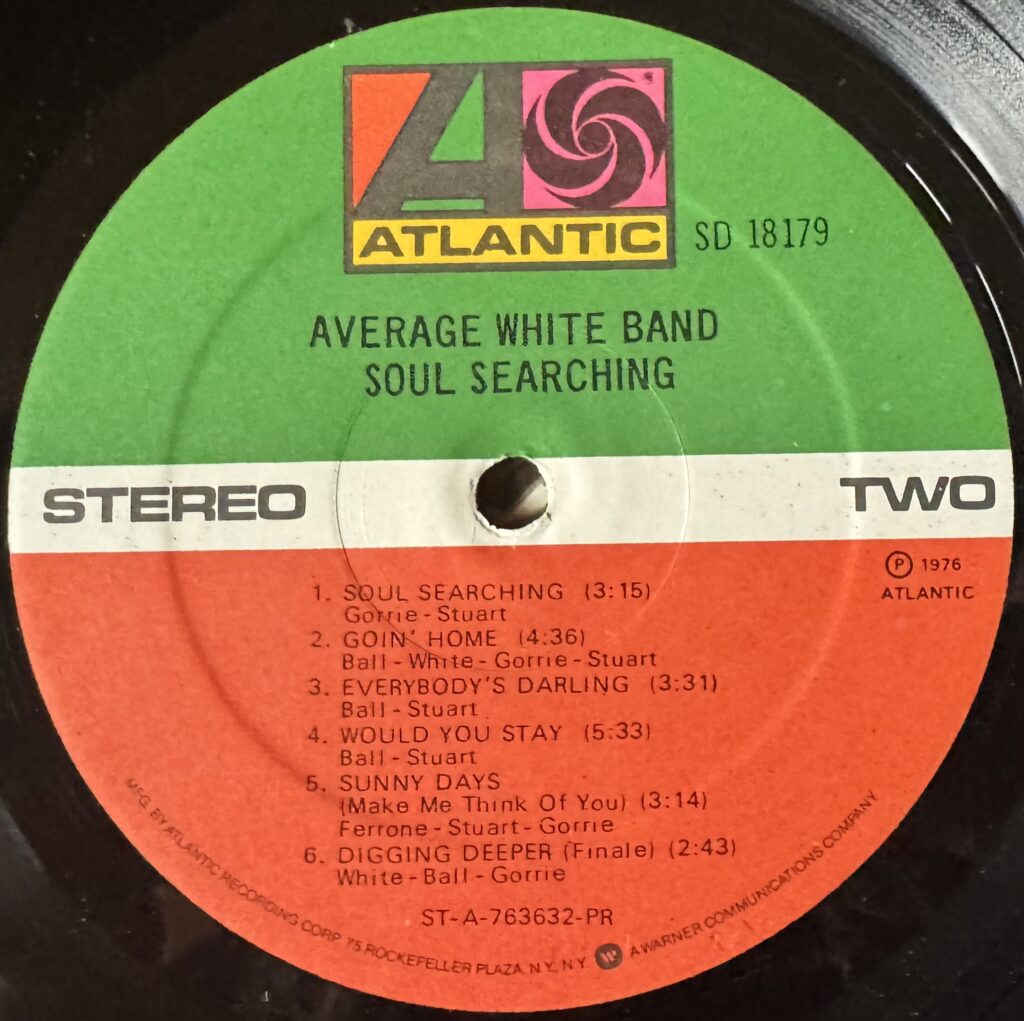 ATLANTIC
SD 18179
AVERAGE WHITE BAND
SOUL SEARCHING
STEREO
TWO
Ⓟ 1976
ATLANTIC
1. SOUL SEARCHING (3:15)
Gorrie - Stuart
2. GOIN' HOME (4:36)
Ball - White - Gorrie - Stuart
3. EVERYBODY'S DARLING (3:31)
Ball - Stuart
4. WOULD YOU STAY (5:33)
Ball - Stuart
5. SUNNY DAYS
(Make Me Think Of You) (3:14)
Ferrone - Stuart - Gorrie
6. DIGGING DEEPER (Finale) (2:43)
White - Ball - Gorrie
ST-A-763632-PR
MFG. BY ATLANTIC RECORDING CORP. 75 ROCKEFELLER PLAZA N.Y. N.Y. W A WARNER COMMUNICATIONS COMPANY